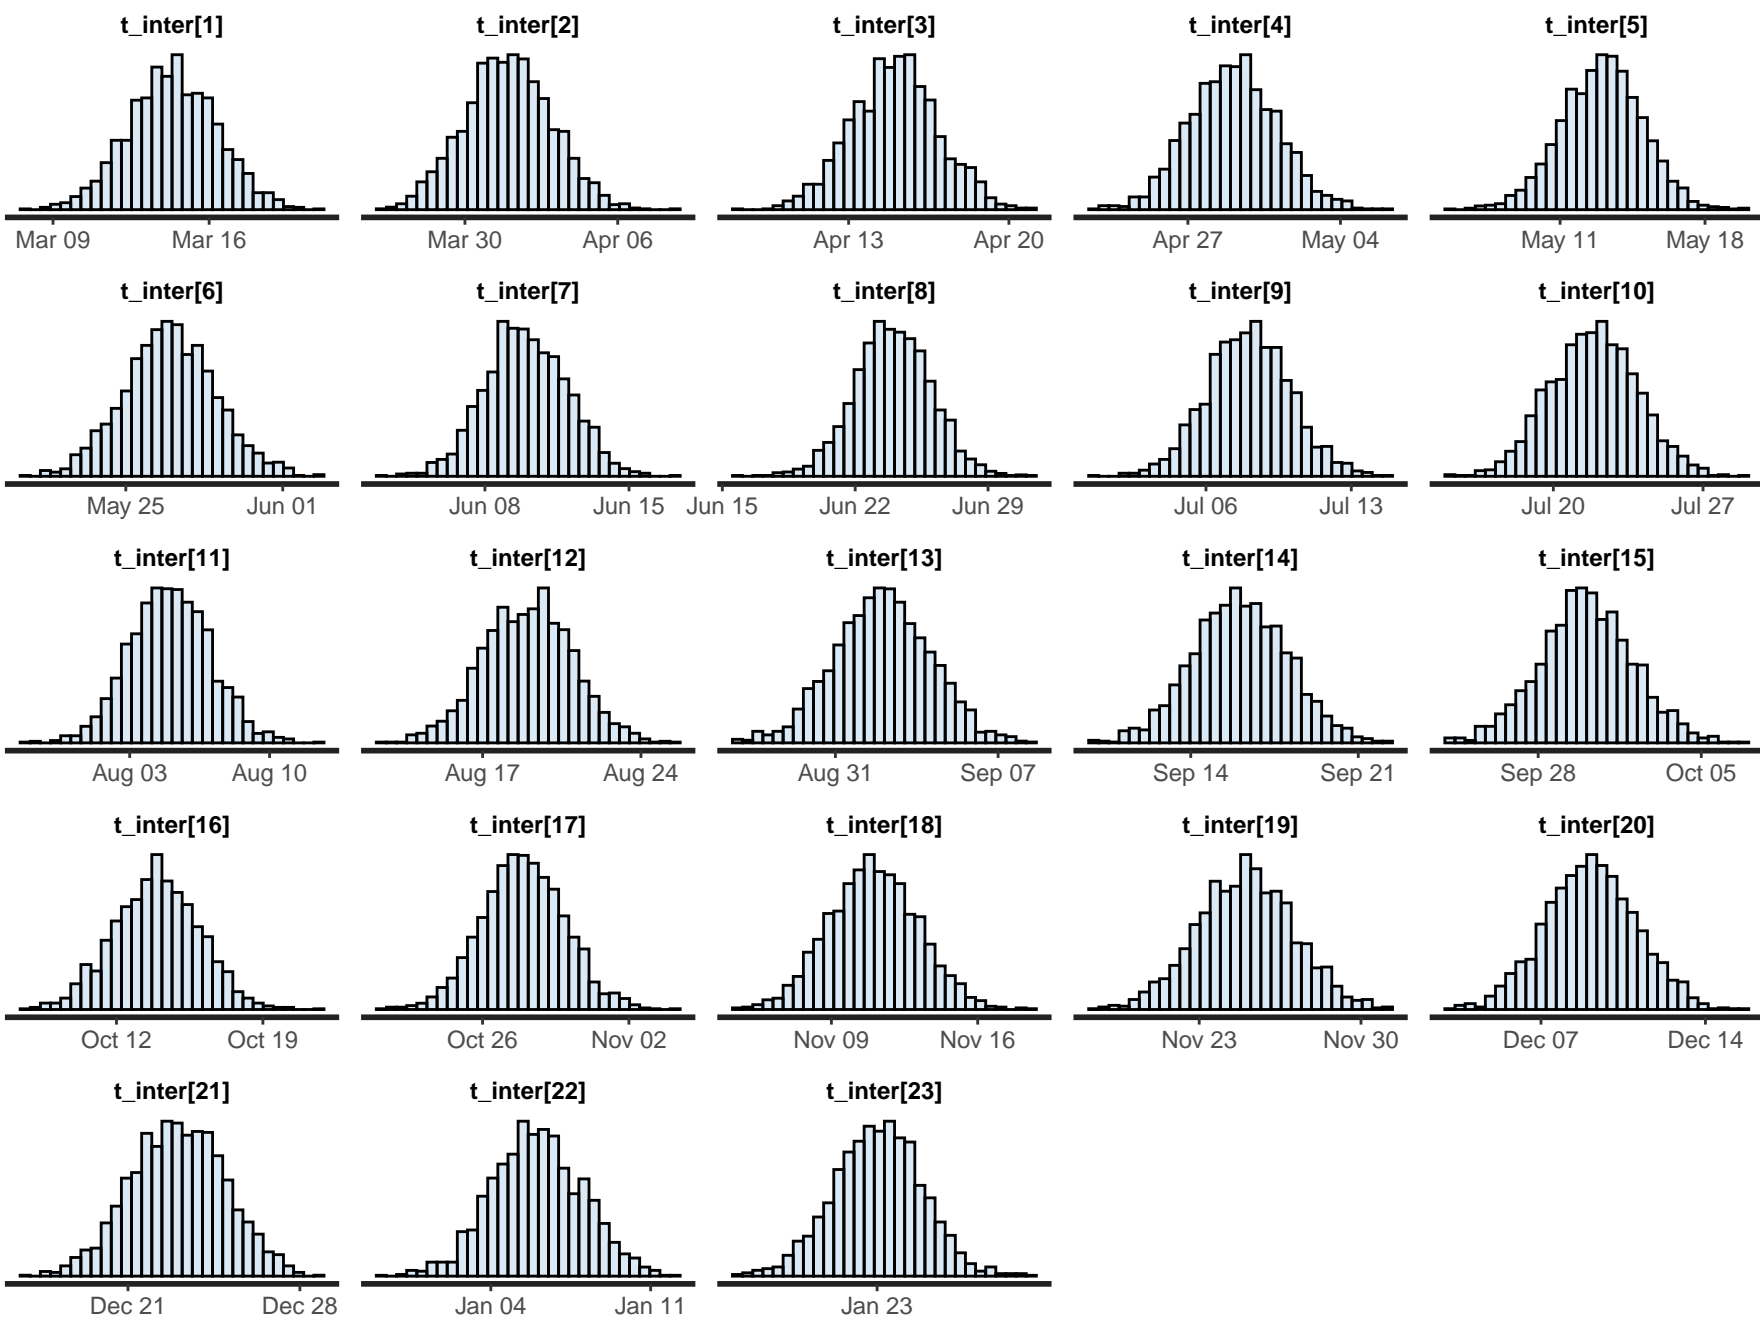 t_inter[1] t_inter[2] t_inter[3] t_inter[4] t_inter[5]
Mar 09 Mar 16 Mar 30 Apr 06 Apr 13 Apr 20 Apr 27 May 04 May 11 May 18
t_inter[6] t_inter[7] t_inter[8] t_inter[9] t_inter[10]
May 25 Jun 01 Jun 08 Jun 15 Jun 15 Jun 22 Jun 29 Jul 06 Jul 13 Jul 20 Jul 27
t_inter[11] t_inter[12] t_inter[13] t_inter[14] t_inter[15]
Aug 03 Aug 10 Aug 17 Aug 24 Aug 31 Sep 07 Sep 14 Sep 21 Sep 28 Oct 05
t_inter[16] t_inter[17] t_inter[18] t_inter[19] t_inter[20]
Oct 12 Oct 19 Oct 26 Nov 02 Nov 09 Nov 16 Nov 23 Nov 30 Dec 07 Dec 14
t_inter[21] t_inter[22] t_inter[23]
Dec 21 Dec 28 Jan 04 Jan 11 Jan 23